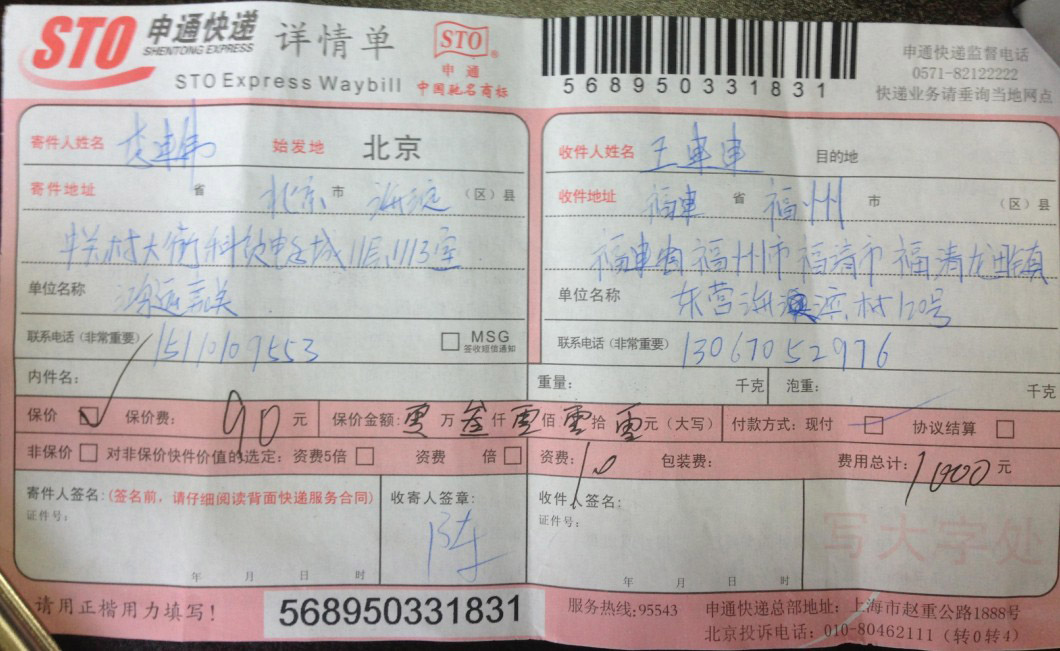 STO 申通快递 SHENTONG EXPRESS 详情单
STO Express Waybill
STO ® 申通 中国驰名商标
568950331831
申通快递监督电话
0571-82122222
快递业务请垂询当地网点
寄件人姓名 始发地 北京
寄件地址 省 北京 市 海淀 （区）县
中关村大街科贸电子城11层1113室
单位名称 源远嘉美
联系电话（非常重要） 15110109553 MSG 签收短信通知
收件人姓名 王 目的地
收件地址 福建 省 福州 市 （区）县
福建省福州市福清市福清龙田镇
单位名称 东营海 湾村120号
联系电话（非常重要） 13067052976
内件名： 重量： 千克 泡重： 千克
保价 保价费： 90 元 保价金额：零 万 叁 仟 零 佰 零 拾 零 元（大写） 付款方式：现付 协议结算
非保价 对非保价快件价值的选定：资费5倍 资费 倍 资费：10 包装费： 费用总计： 元
寄件人签名：（签名前，请仔细阅读背面快递服务合同） 收寄人签章： 收件人签名：
证件号： 证件号：
写大字处
年 月 日 时 年 月 日 时
请用正楷用力填写！ 568950331831 服务热线：95543 申通快递总部地址：上海市赵重公路1888号
北京投诉电话：010-80462111（转0转4）